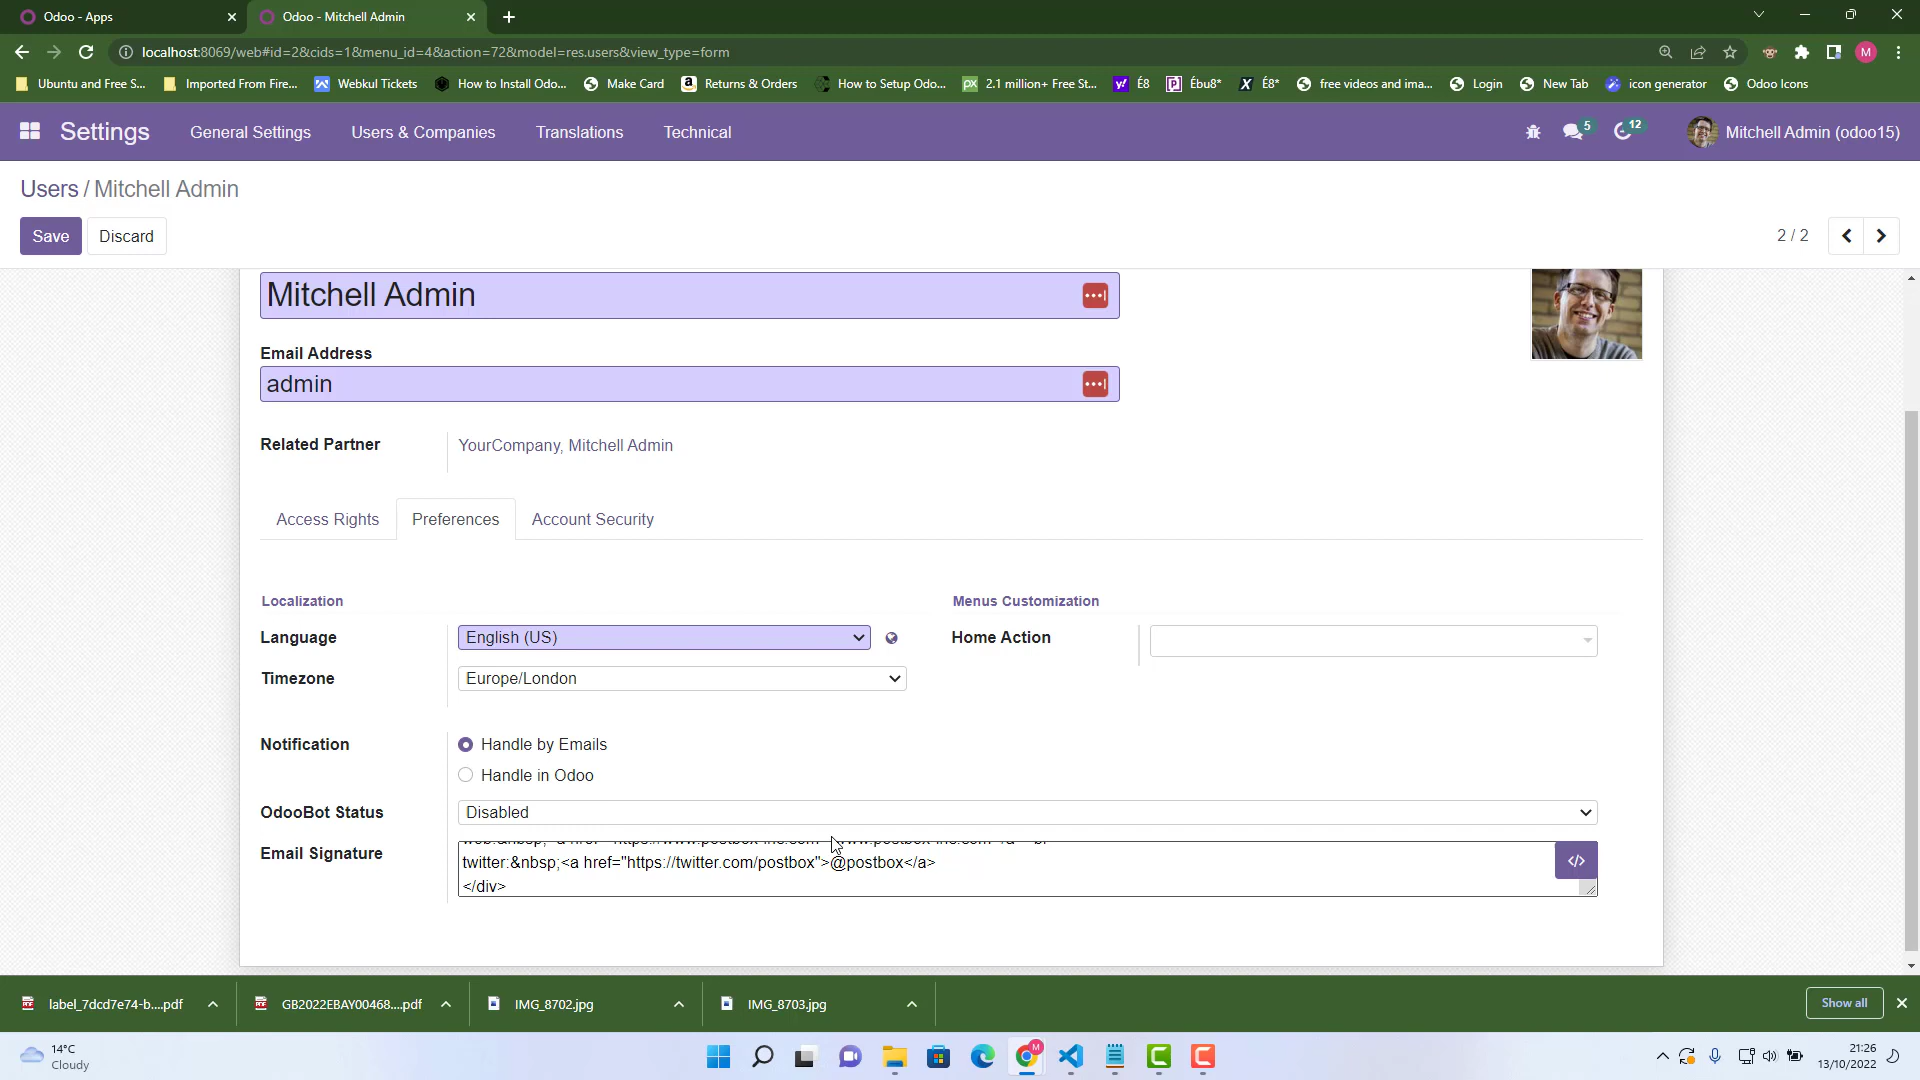 Odoo - Apps
Odoo - Mitchell Admin
localhost:8069/web#id=2&cids=1&menu_id=4&action=72&model=res.users&view_type=form
M
Ubuntu and Free S...
Imported From Fire...
Webkul Tickets
How to Install Odo...
Make Card
Returns & Orders
How to Setup Odo...
2.1 million+ Free St...
É8
Ébu8*
É8*
free videos and ima...
Login
New Tab
icon generator
Odoo Icons
Settings
General Settings
Users & Companies
Translations
Technical
5
12
Mitchell Admin (odoo15)
Users / Mitchell Admin
Save
Discard
2 / 2
Mitchell Admin
Email Address
admin
Related Partner
YourCompany, Mitchell Admin
Access Rights
Preferences
Account Security
Localization
Menus Customization
Language
English (US)
Home Action
Timezone
Europe/London
Notification
Handle by Emails
Handle in Odoo
OdooBot Status
Disabled
Email Signature
twitter:&nbsp;<a href="https://twitter.com/postbox">@postbox</a>
</div>
</>
label_7dcd7e74-b....pdf
GB2022EBAY00468....pdf
IMG_8702.jpg
IMG_8703.jpg
Show all
14°C
Cloudy
21:26
13/10/2022